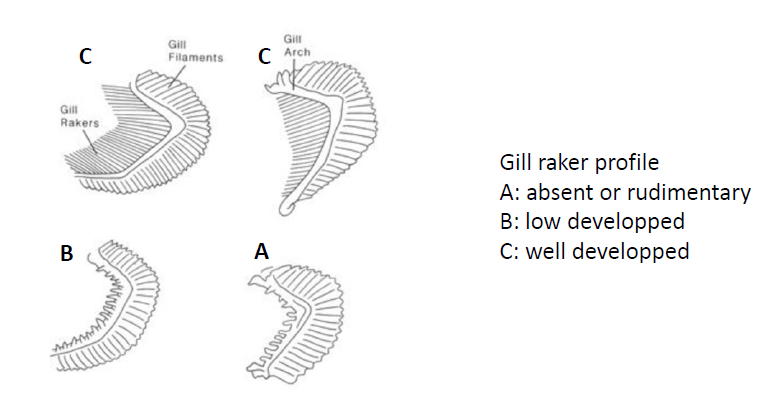 C
Gill
Filaments
C
Gill
Arch
Gill
Rakers
B
A
Gill raker profile
A: absent or rudimentary
B: low developped
C: well developped